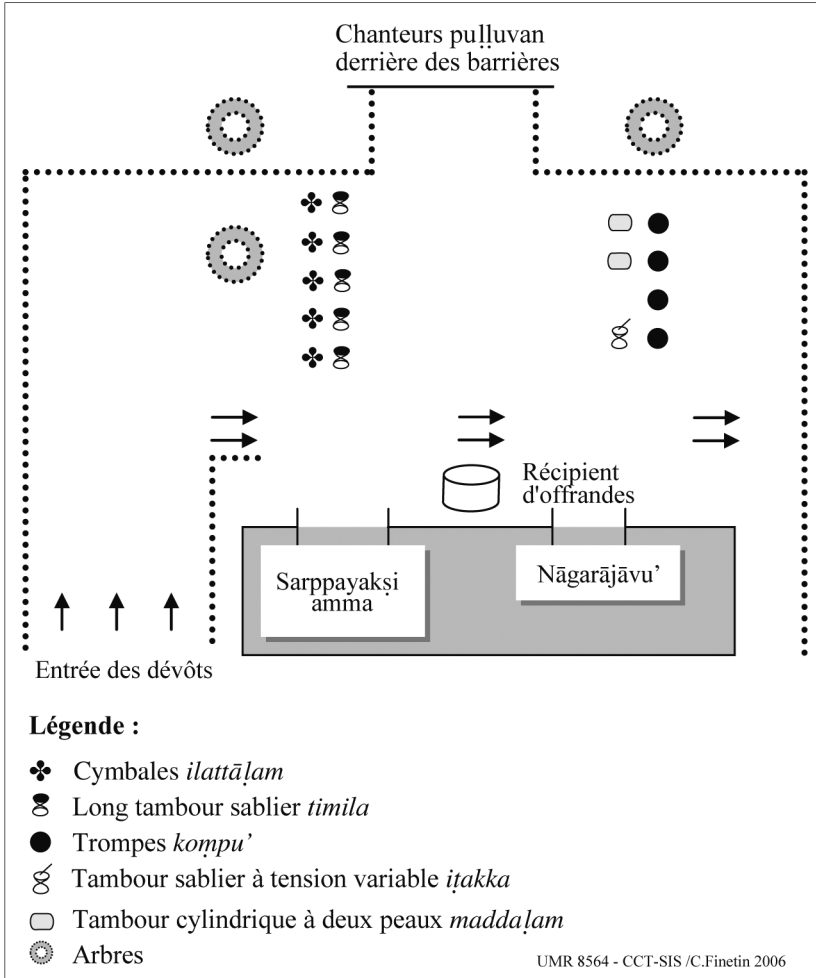 Chanteurs puḷḷuvan
derrière des barrières
Récipient
d'offrandes
Sarppayakṣi
amma
Nāgarājāvu’
Entrée des dévôts
Légende :
Cymbales ilattāḷam
Long tambour sablier timila
Trompes koṃpu’
Tambour sablier à tension variable iṭakka
Tambour cylindrique à deux peaux maddaḷam
Arbres
UMR 8564 - CCT-SIS /C.Finetin 2006